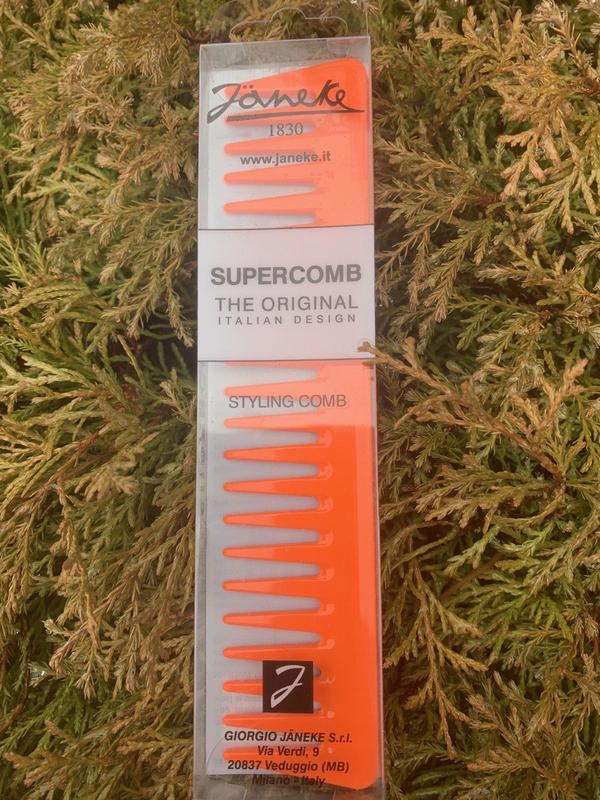 Jäneke
1830
www.janeke.it
SUPERCOMB
THE ORIGINAL
ITALIAN DESIGN
STYLING COMB
J
GIORGIO JÄNEKE S.r.l.
Via Verdi, 9
20837 Veduggio (MB)
Milano - Italy